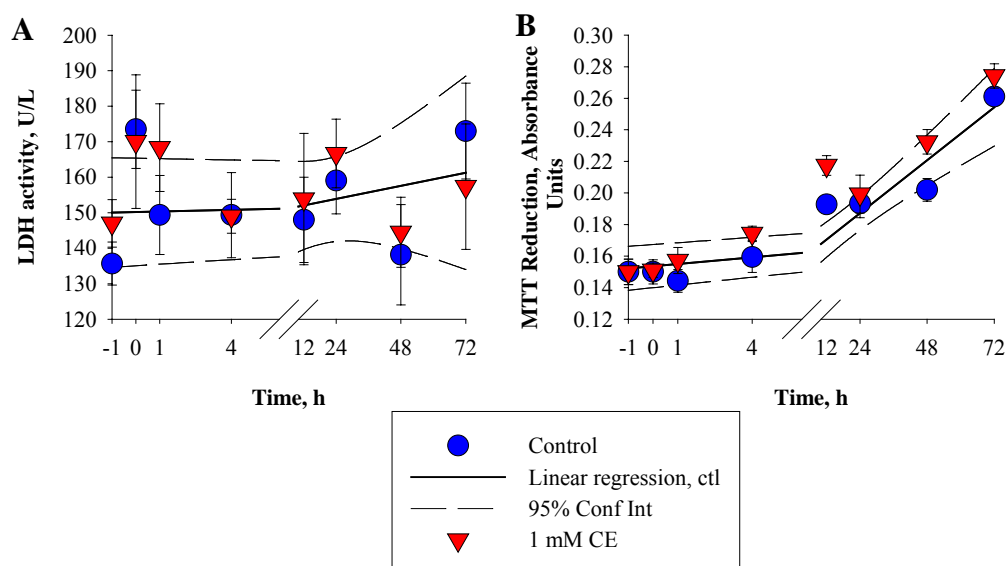 A
LDH activity, U/L
200
190
180
170
160
150
140
130
120
-1 0 1 4 12 24 48 72
Time, h
B
MTT Reduction, Absorbance
Units
0.30
0.28
0.26
0.24
0.22
0.20
0.18
0.16
0.14
0.12
-1 0 1 4 12 24 48 72
Time, h
Control
Linear regression, ctl
95% Conf Int
1 mM CE